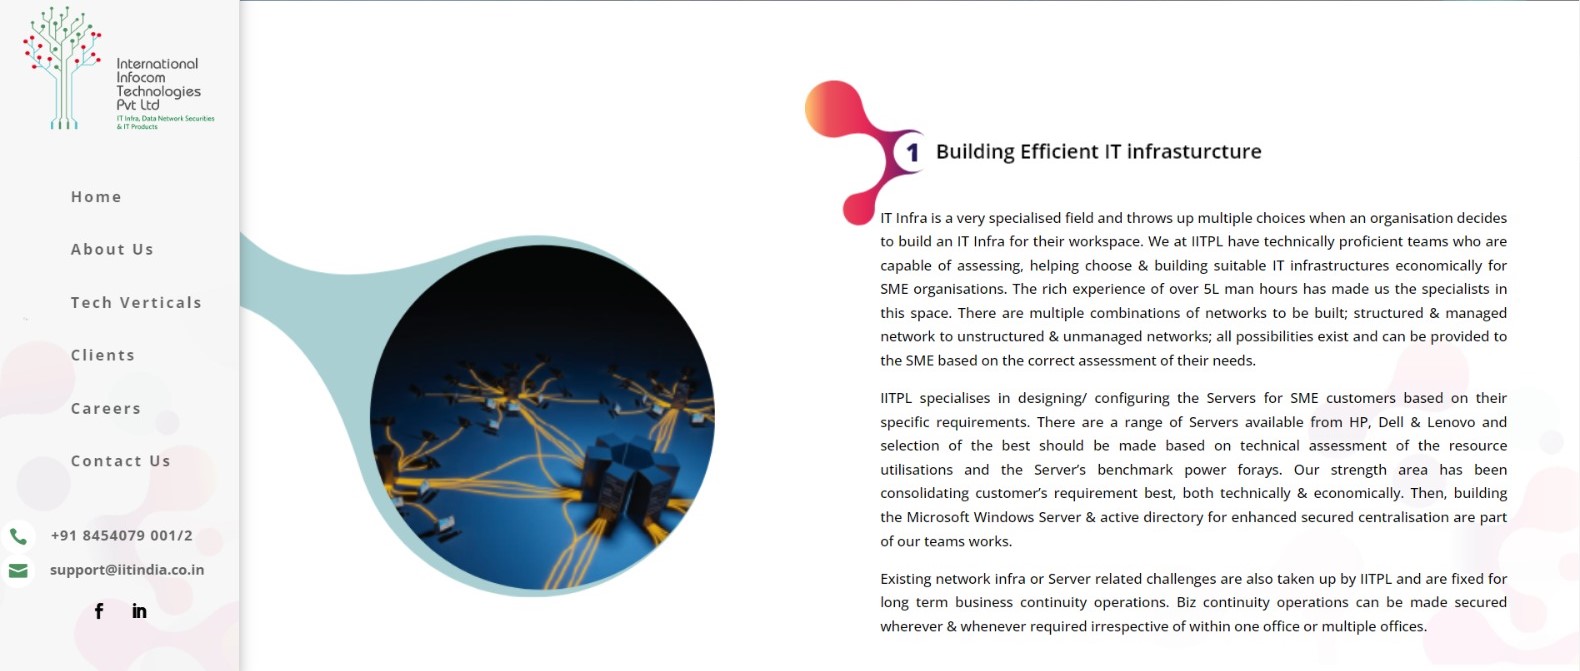 International
Infocom
Technologies
Pvt Ltd
IT Infra, Data Network Securities
& IT Products
Home
About Us
Tech Verticals
Clients
Careers
Contact Us
+91 8454079 001/2
support@iitindia.co.in
f
in
1 Building Efficient IT infrasturcture
IT Infra is a very specialised field and throws up multiple choices when an organisation decides
to build an IT Infra for their workspace. We at IITPL have technically proficient teams who are
capable of assessing, helping choose & building suitable IT infrastructures economically for
SME organisations. The rich experience of over 5L man hours has made us the specialists in
this space. There are multiple combinations of networks to be built; structured & managed
network to unstructured & unmanaged networks; all possibilities exist and can be provided to
the SME based on the correct assessment of their needs.
IITPL specialises in designing/ configuring the Servers for SME customers based on their
specific requirements. There are a range of Servers available from HP, Dell & Lenovo and
selection of the best should be made based on technical assessment of the resource
utilisations and the Server’s benchmark power forays. Our strength area has been
consolidating customer’s requirement best, both technically & economically. Then, building
the Microsoft Windows Server & active directory for enhanced secured centralisation are part
of our teams works.
Existing network infra or Server related challenges are also taken up by IITPL and are fixed for
long term business continuity operations. Biz continuity operations can be made secured
wherever & whenever required irrespective of within one office or multiple offices.